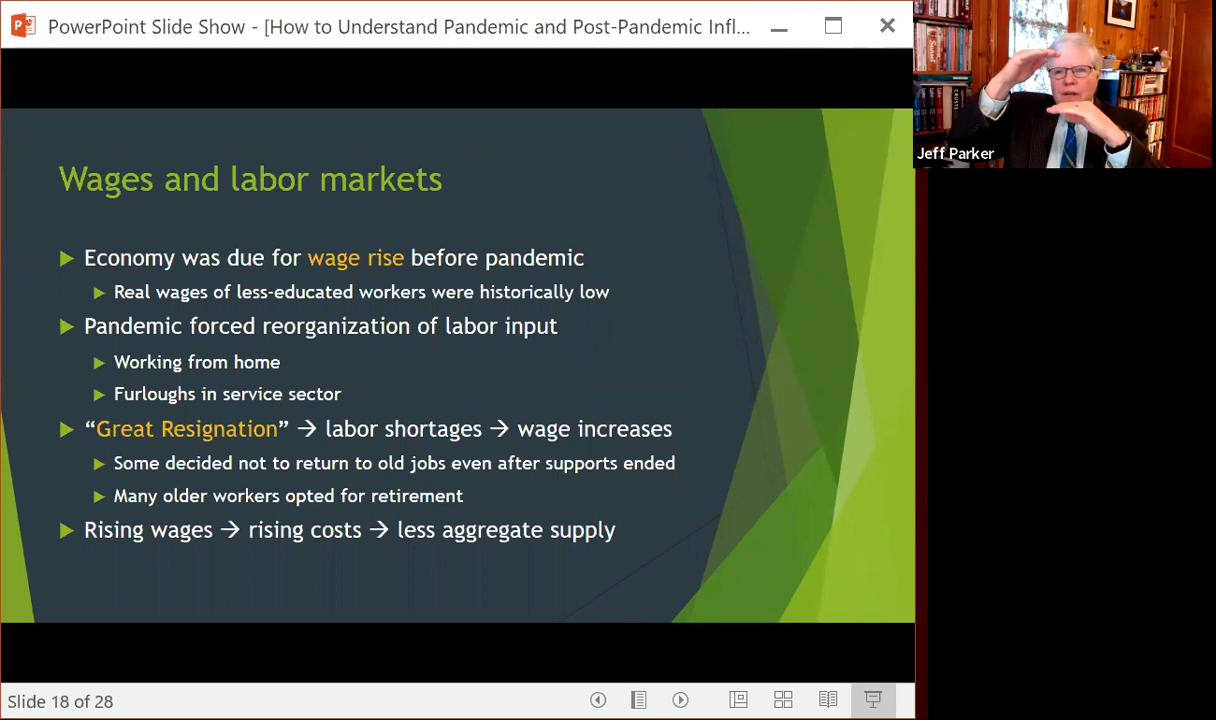 PowerPoint Slide Show - [How to Understand Pandemic and Post-Pandemic Infl...
Jeff Parker
Wages and labor markets
Economy was due for wage rise before pandemic
Real wages of less-educated workers were historically low
Pandemic forced reorganization of labor input
Working from home
Furloughs in service sector
“Great Resignation” → labor shortages → wage increases
Some decided not to return to old jobs even after supports ended
Many older workers opted for retirement
Rising wages → rising costs → less aggregate supply
Slide 18 of 28